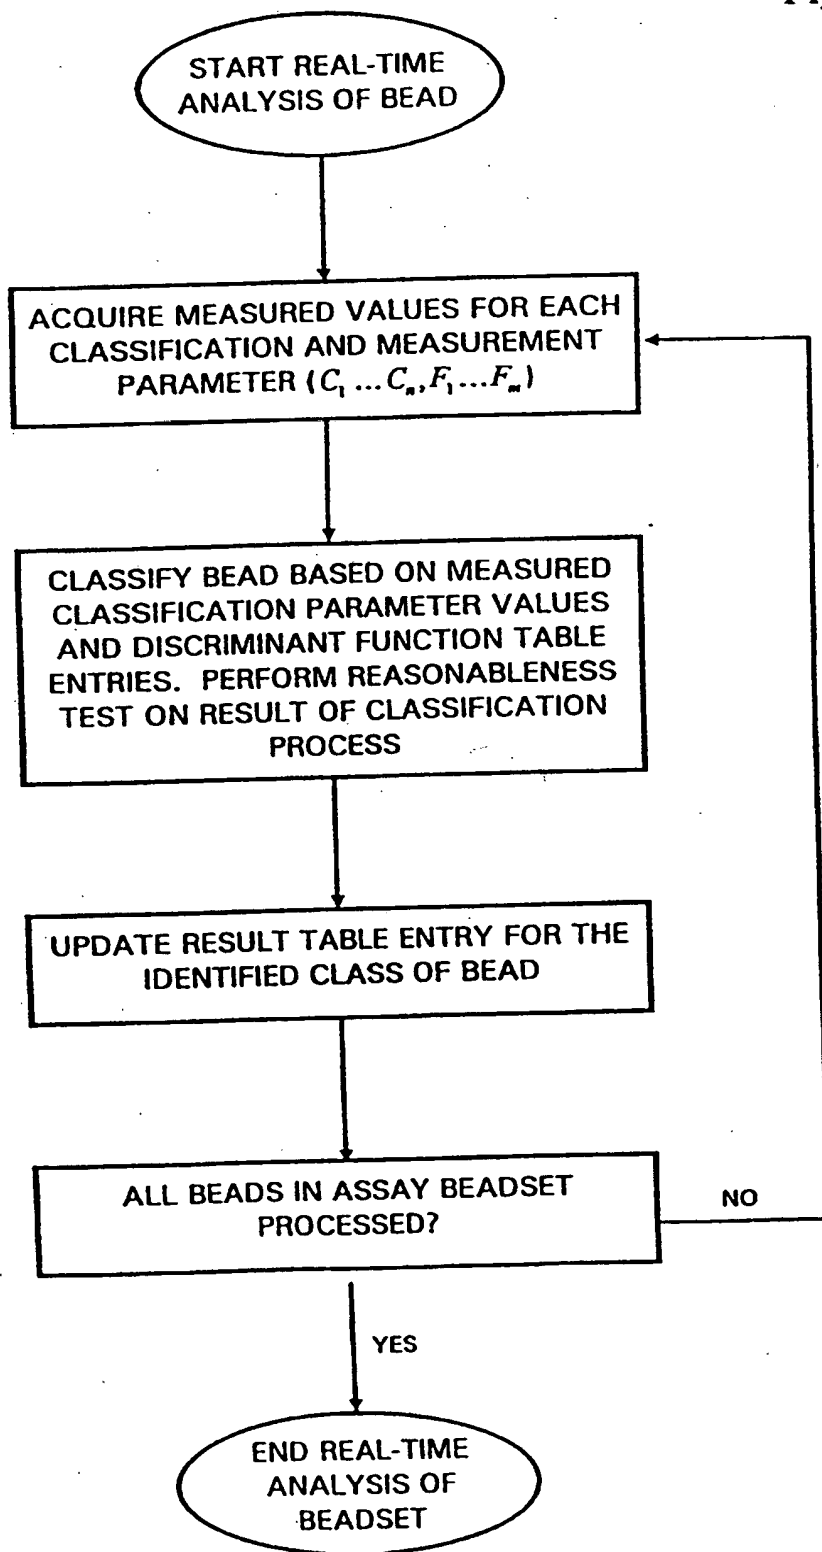 START REAL-TIME
ANALYSIS OF BEAD
ACQUIRE MEASURED VALUES FOR EACH
CLASSIFICATION AND MEASUREMENT
PARAMETER (C₁ ... Cₙ, F₁ ... Fₘ)
CLASSIFY BEAD BASED ON MEASURED
CLASSIFICATION PARAMETER VALUES
AND DISCRIMINANT FUNCTION TABLE
ENTRIES. PERFORM REASONABLENESS
TEST ON RESULT OF CLASSIFICATION
PROCESS
UPDATE RESULT TABLE ENTRY FOR THE
IDENTIFIED CLASS OF BEAD
ALL BEADS IN ASSAY BEADSET
PROCESSED?
NO
YES
END REAL-TIME
ANALYSIS OF
BEADSET